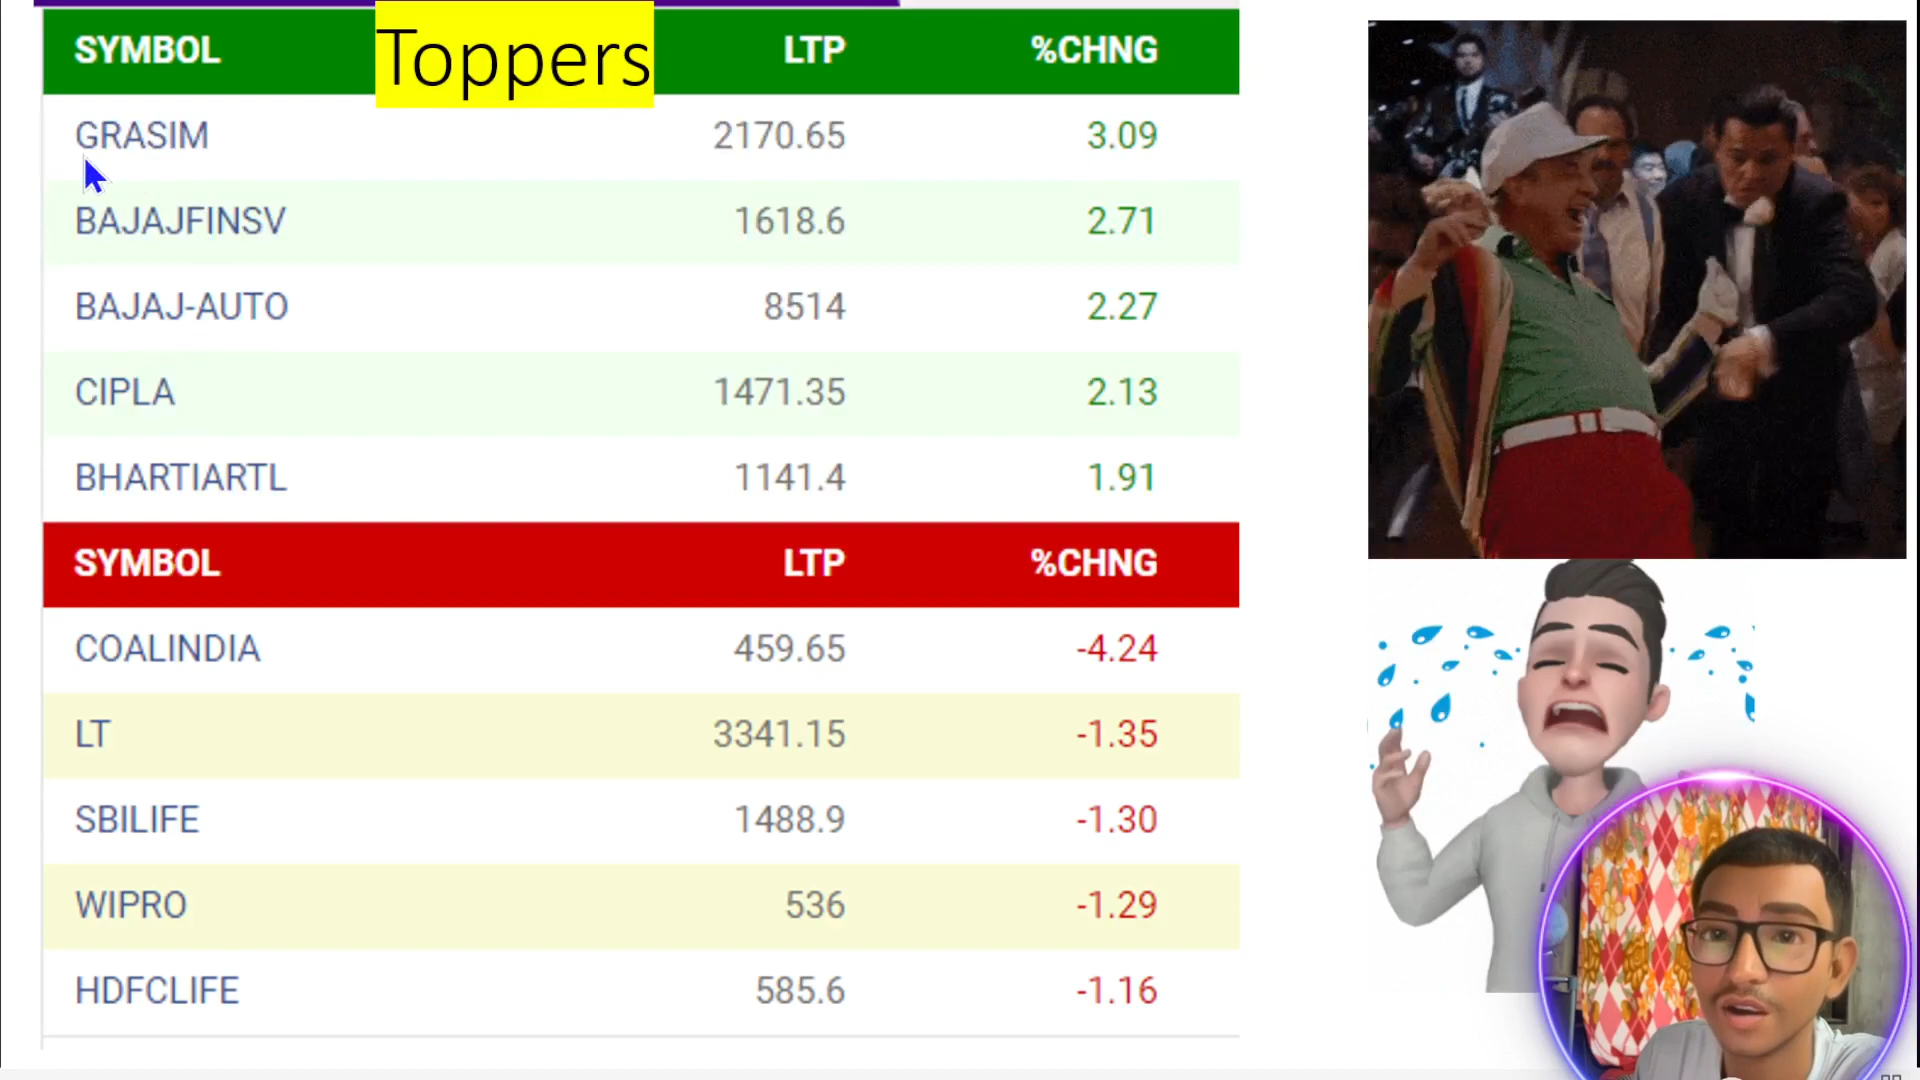 SYMBOL Toppers LTP %CHNG
GRASIM 2170.65 3.09
BAJAJFINSV 1618.6 2.71
BAJAJ-AUTO 8514 2.27
CIPLA 1471.35 2.13
BHARTIARTL 1141.4 1.91
SYMBOL LTP %CHNG
COALINDIA 459.65 -4.24
LT 3341.15 -1.35
SBILIFE 1488.9 -1.30
WIPRO 536 -1.29
HDFCLIFE 585.6 -1.16